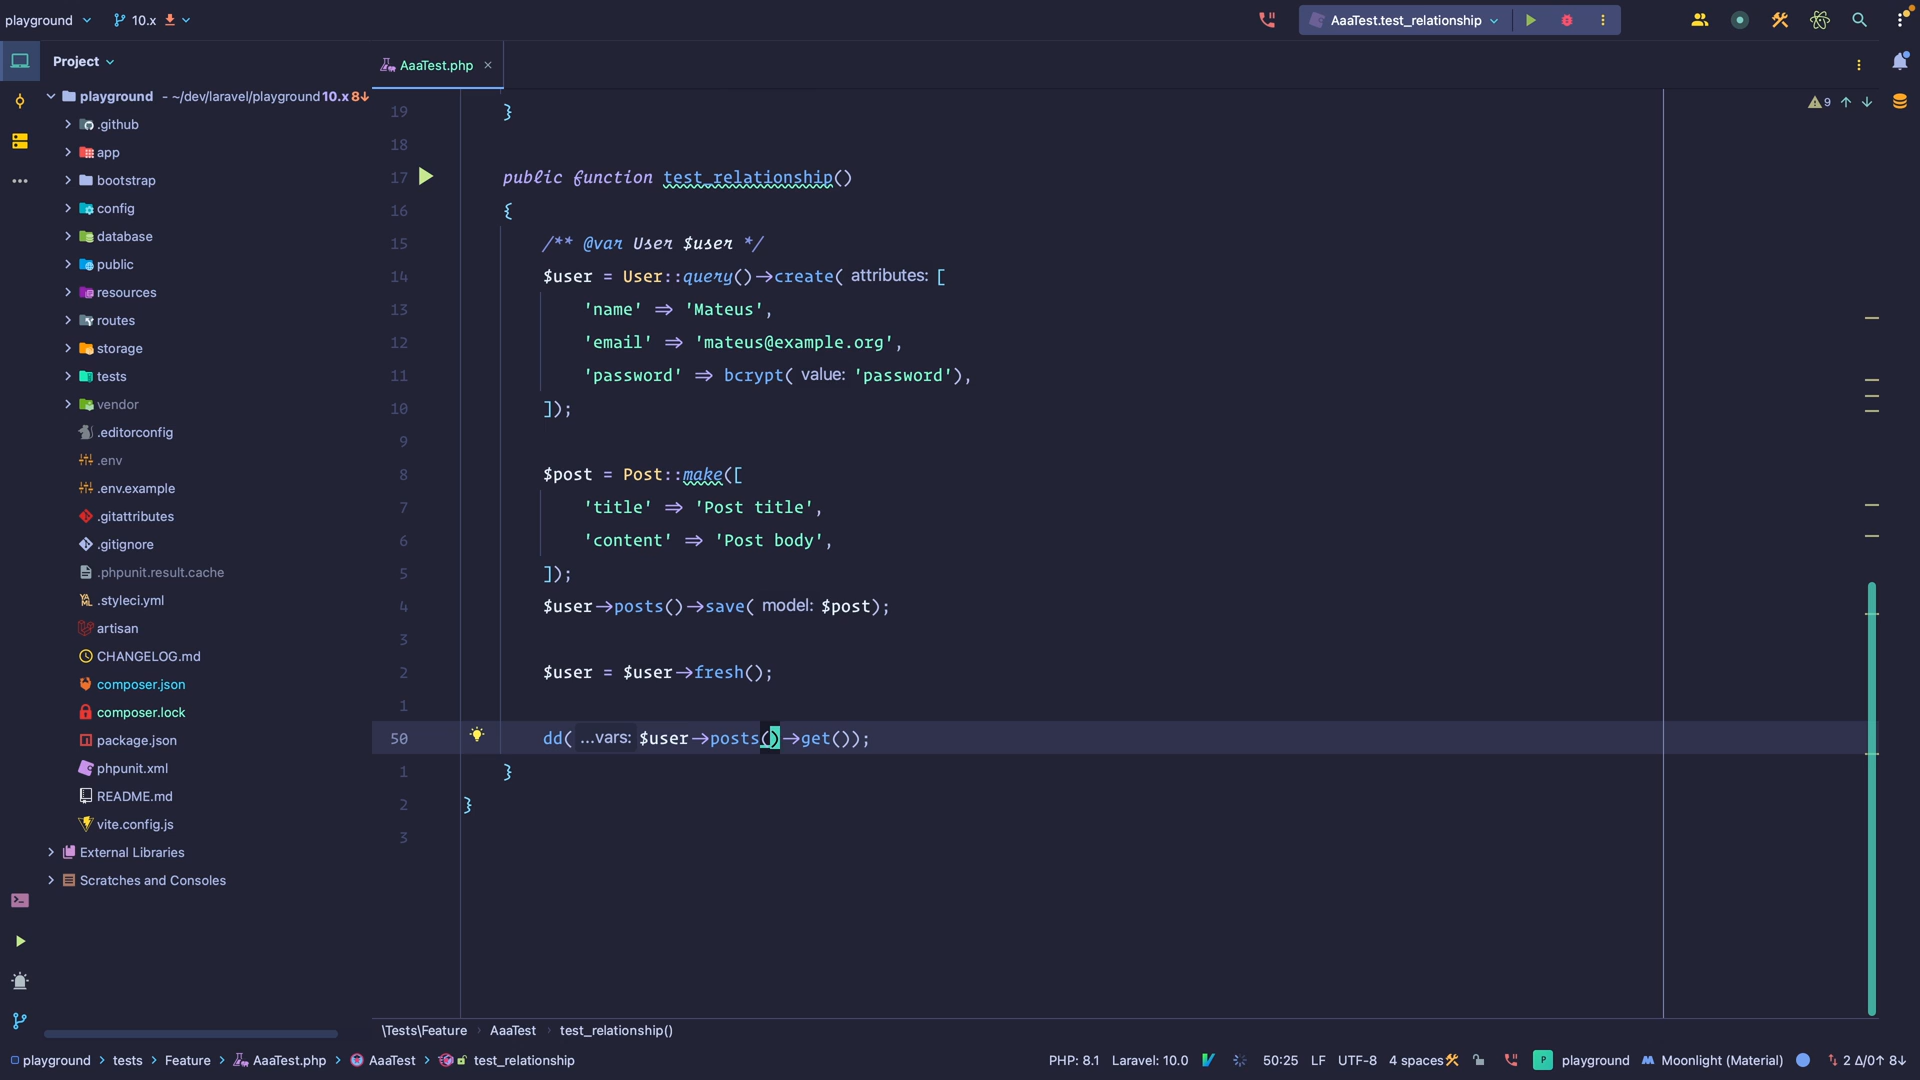 playground
10.x
AaaTest.test_relationship
Project
AaaTest.php
playground - ~/dev/laravel/playground 10.x 8↓
.github
app
bootstrap
config
database
public
resources
routes
storage
tests
vendor
.editorconfig
.env
.env.example
.gitattributes
.gitignore
.phpunit.result.cache
.styleci.yml
artisan
CHANGELOG.md
composer.json
composer.lock
package.json
phpunit.xml
README.md
vite.config.js
External Libraries
Scratches and Consoles
9
19 }
18
17 public function test_relationship()
16 {
15 /** @var User $user */
14 $user = User::query()→create( attributes: [
13 'name' ⇒ 'Mateus',
12 'email' ⇒ 'mateus@example.org',
11 'password' ⇒ bcrypt( value: 'password'),
10 ]);
9
8 $post = Post::make([
7 'title' ⇒ 'Post title',
6 'content' ⇒ 'Post body',
5 ]);
4 $user→posts()→save( model: $post);
3
2 $user = $user→fresh();
1
50 dd( ...vars: $user→posts()→get());
1 }
2 }
3
\Tests\Feature › AaaTest › test_relationship()
playground › tests › Feature › AaaTest.php › AaaTest › test_relationship
PHP: 8.1 Laravel: 10.0 50:25 LF UTF-8 4 spaces P playground Moonlight (Material) 2 Δ/0↑ 8↓